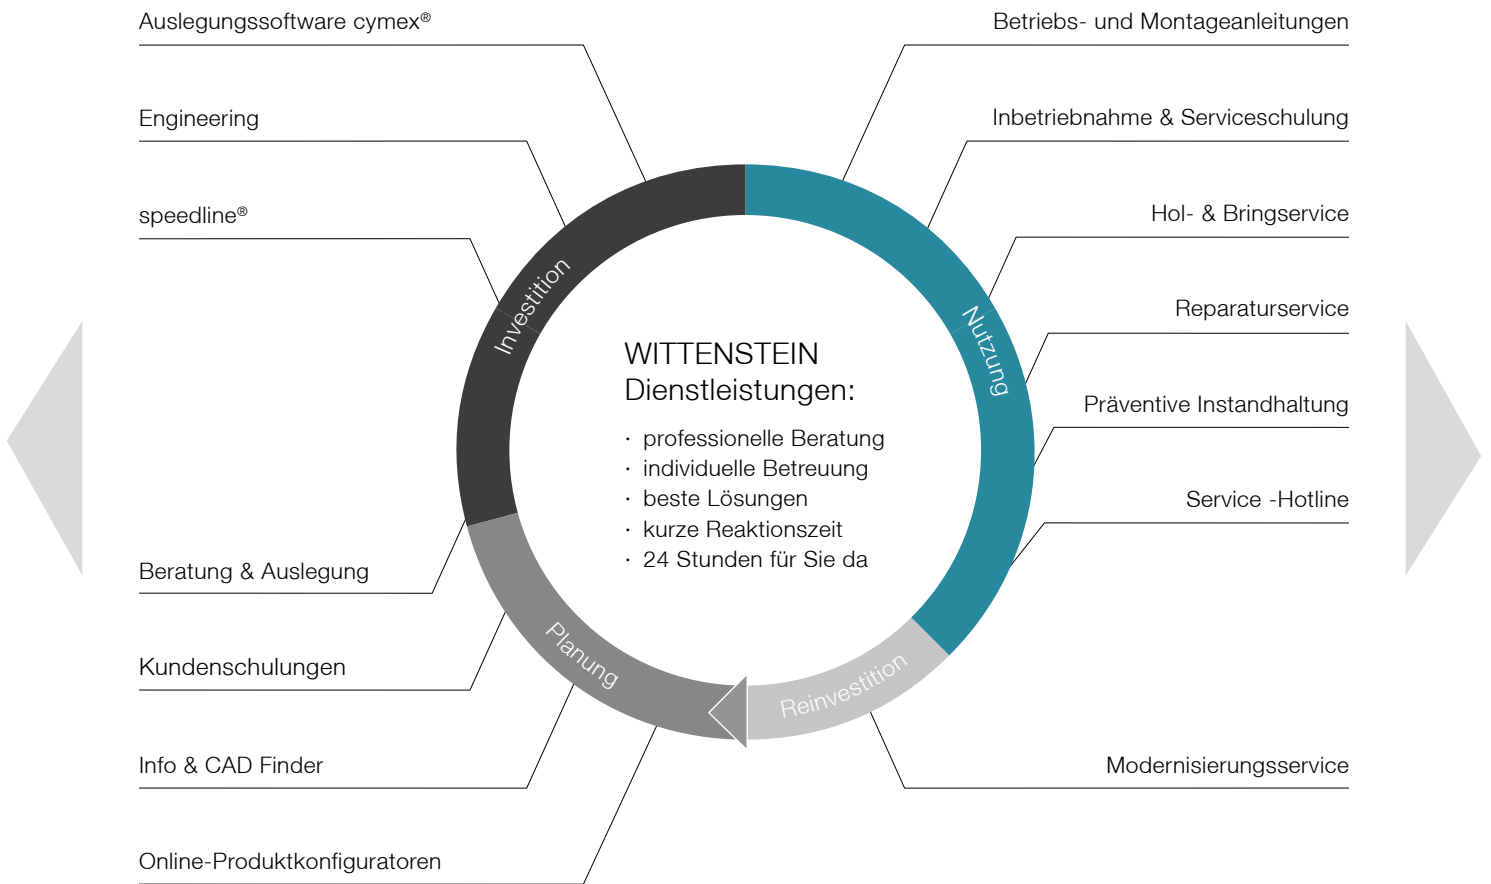 Auslegungssoftware cymex®
Engineering
speedline®
Beratung & Auslegung
Kundenschulungen
Info & CAD Finder
Online-Produktkonfiguratoren
Investition
Planung
WITTENSTEIN
Dienstleistungen:
· professionelle Beratung
· individuelle Betreuung
· beste Lösungen
· kurze Reaktionszeit
· 24 Stunden für Sie da
Nutzung
Reinvestition
Betriebs- und Montageanleitungen
Inbetriebnahme & Serviceschulung
Hol- & Bringservice
Reparaturservice
Präventive Instandhaltung
Service -Hotline
Modernisierungsservice